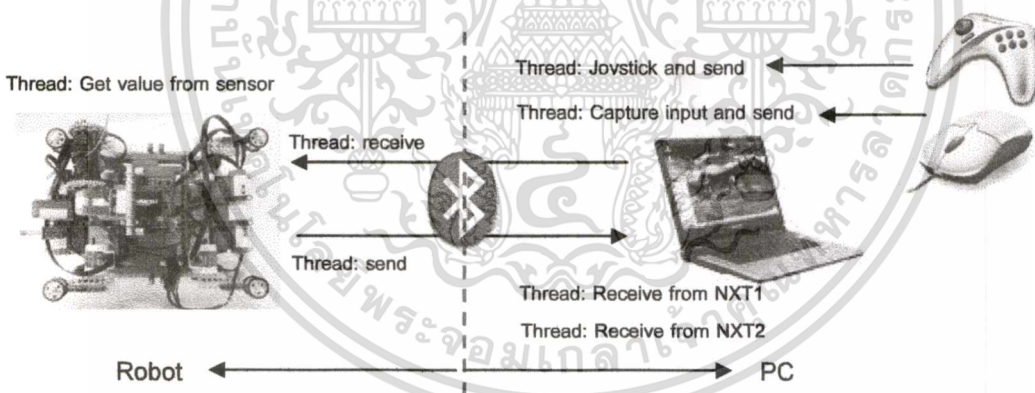 Thread: Get value from sensor
Thread: Joystick and send
Thread: Capture input and send
Thread: receive
Thread: send
Thread: Receive from NXT1
Thread: Receive from NXT2
Robot
PC